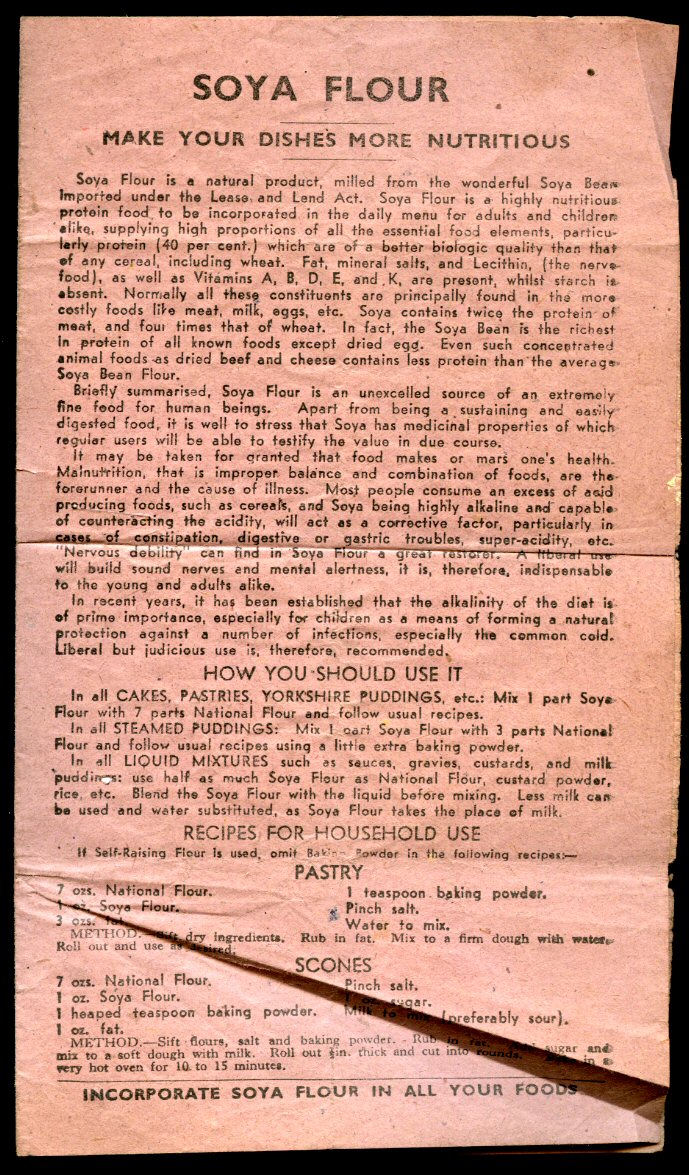 SOYA FLOUR
MAKE YOUR DISHES MORE NUTRITIOUS
Soya Flour is a natural product, milled from the wonderful Soya Bean
imported under the Lease and Lend Act. Soya Flour is a highly nutritious
protein food to be incorporated in the daily menu for adults and children
alike, supplying high proportions of all the essential food elements, particu-
larly protein (40 per cent.) which are of a better biologic quality than that
of any cereal, including wheat. Fat, mineral salts, and Lecithin, (the nerve
food), as well as Vitamins A, B, D, E, and K, are present, whilst starch is
absent. Normally all these constituents are principally found in the more
costly foods like meat, milk, eggs, etc. Soya contains twice the protein of
meat, and four times that of wheat. In fact, the Soya Bean is the richest
in protein of all known foods except dried egg. Even such concentrated
animal foods as dried beef and cheese contains less protein than the average
Soya Bean Flour.
Briefly summarised, Soya Flour is an unexcelled source of an extremely
fine food for human beings. Apart from being a sustaining and easily
digested food, it is well to stress that Soya has medicinal properties of which
regular users will be able to testify the value in due course.
It may be taken for granted that food makes or mars one's health.
Malnutrition, that is improper balance and combination of foods, are the
forerunner and the cause of illness. Most people consume an excess of acid
producing foods, such as cereals, and Soya being highly alkaline and capable
of counteracting the acidity, will act as a corrective factor, particularly in
cases of constipation, digestive or gastric troubles, super-acidity, etc.
"Nervous debility" can find in Soya Flour a great restorer. A liberal use
will build sound nerves and mental alertness, it is, therefore, indispensable
to the young and adults alike.
In recent years, it has been established that the alkalinity of the diet is
of prime importance, especially for children as a means of forming a natural
protection against a number of infections, especially the common cold.
Liberal but judicious use is, therefore, recommended.
HOW YOU SHOULD USE IT
In all CAKES, PASTRIES, YORKSHIRE PUDDINGS, etc.: Mix 1 part Soya
Flour with 7 parts National Flour and follow usual recipes.
In all STEAMED PUDDINGS: Mix 1 part Soya Flour with 3 parts National
Flour and follow usual recipes using a little extra baking powder.
In all LIQUID MIXTURES such as sauces, gravies, custards, and milk
puddings: use half as much Soya Flour as National Flour, custard powder,
rice, etc. Blend the Soya Flour with the liquid before mixing. Less milk can
be used and water substituted, as Soya Flour takes the place of milk.
RECIPES FOR HOUSEHOLD USE
If Self-Raising Flour is used, omit Baking Powder in the following recipes:—
PASTRY
7 ozs. National Flour.
1 oz. Soya Flour.
3 ozs. fat.
1 teaspoon baking powder.
Pinch salt.
Water to mix.
METHOD.—Sift dry ingredients. Rub in fat. Mix to a firm dough with water.
Roll out and use as desired.
SCONES
7 ozs. National Flour.
1 oz. Soya Flour.
1 heaped teaspoon baking powder.
1 oz. fat.
Pinch salt.
1 oz. sugar.
Milk to mix (preferably sour).
METHOD.—Sift flours, salt and baking powder. Rub in fat. sugar and
mix to a soft dough with milk. Roll out in. thick and cut into rounds. in a
very hot oven for 10 to 15 minutes.
INCORPORATE SOYA FLOUR IN ALL YOUR FOODS